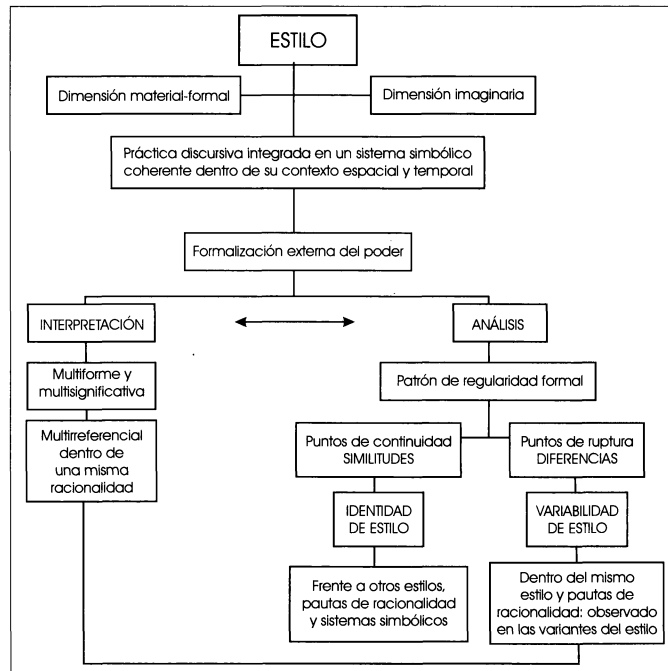 ESTILO
Dimensión material-formal
Dimensión imaginaria
Práctica discursiva integrada en un sistema simbólico
coherente dentro de su contexto espacial y temporal
Formalización externa del poder
INTERPRETACIÓN
ANÁLISIS
Multiforme y
multisignificativa
Patrón de regularidad formal
Multirreferencial
dentro de
una misma
racionalidad
Puntos de continuidad
SIMILITUDES
Puntos de ruptura
DIFERENCIAS
IDENTIDAD
DE ESTILO
VARIABILIDAD
DE ESTILO
Frente a otros estilos,
pautas de racionalidad
y sistemas simbólicos
Dentro del mismo
estilo y pautas de
racionalidad: observado
en las variantes del estilo